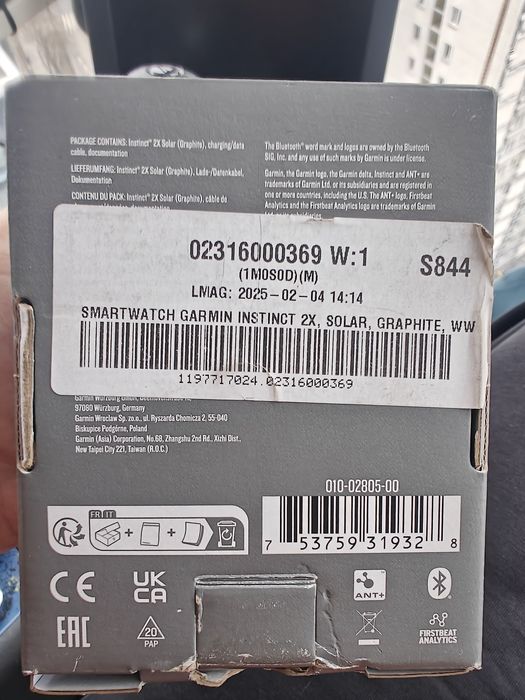 PACKAGE CONTAINS: Instinct® 2X Solar (Graphite), charging/data
cable, documentation
LIEFERUMFANG: Instinct® 2X Solar (Graphite), Lade-/Datenkabel,
Dokumentation
CONTENU DU PACK: Instinct® 2X Solar (Graphite), câble de
The Bluetooth® word mark and logos are owned by the Bluetooth
SIG, Inc. and any use of such marks by Garmin is under license.
Garmin, the Garmin logo, the Garmin delta, Instinct and ANT+ are
trademarks of Garmin Ltd. or its subsidiaries and are registered in
one or more countries, including the U.S. The ANT+ logo, Firstbeat
Analytics and the Firstbeat Analytics logo are trademarks of Garmin
02316000369 W:1
S844
(1M0S0D)(M)
LMAG: 2025-02-04 14:14
SMARTWATCH GARMIN INSTINCT 2X, SOLAR, GRAPHITE, WW
1197717024.02316000369
97080 Würzburg, Germany
Garmin Wroclaw Sp. zo.o., ul. Ryszarda Chomicza 2, 55-040
Biskupice Podgórne, Poland
Garmin (Asia) Corporation, No.68, Zhangshu 2nd Rd., Xizhi Dist.,
New Taipei City 221, Taiwan (R.O.C.)
010-02805-00
7 53759 31932 8
FR IT
CE
UK
CA
ANT+
EAC
20
PAP
FIRSTBEAT
ANALYTICS